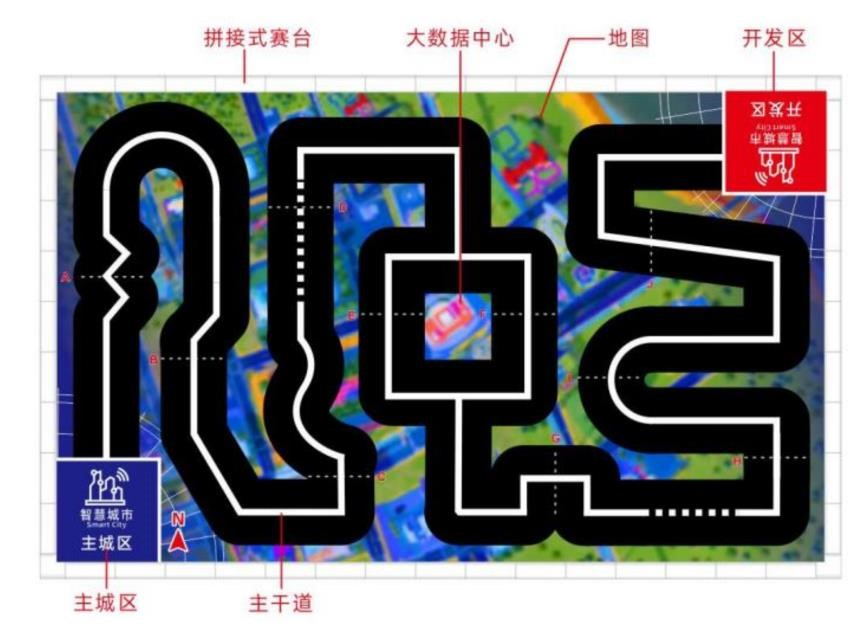 拼接式赛台
大数据中心
地图
开发区
开发区
Smart City
智慧城市
A
B
C
D
E
F
G
H
J
智慧城市
Smart City
主城区
N
主城区
主干道